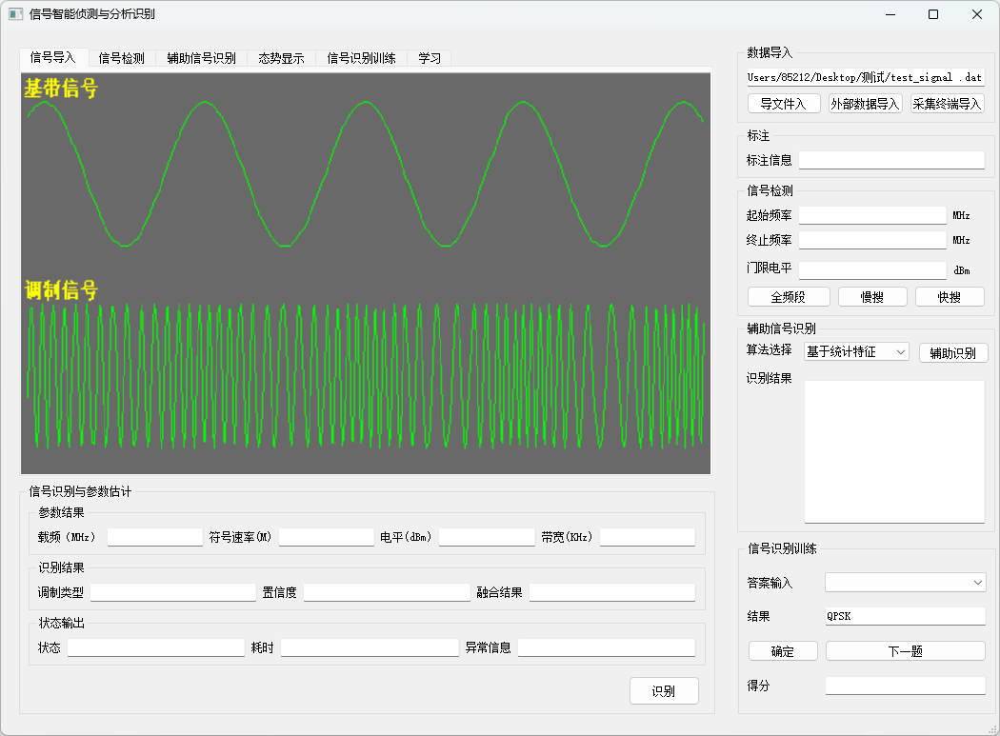 信号智能侦测与分析识别
信号导入 信号检测 辅助信号识别 态势显示 信号识别训练 学习
基带信号
调制信号
信号识别与参数估计
参数结果
载频（MHz） 符号速率(M) 电平(dBm) 带宽(KHz)
识别结果
调制类型 置信度 融合结果
状态输出
状态 耗时 异常信息
识别
数据导入
Users/85212/Desktop/测试/test_signal .dat
导文件入 外部数据导入 采集终端导入
标注
标注信息
信号检测
起始频率 MHz
终止频率 MHz
门限电平 dBm
全频段 慢搜 快搜
辅助信号识别
算法选择 基于统计特征 辅助识别
识别结果
信号识别训练
答案输入
结果 QPSK
确定 下一题
得分